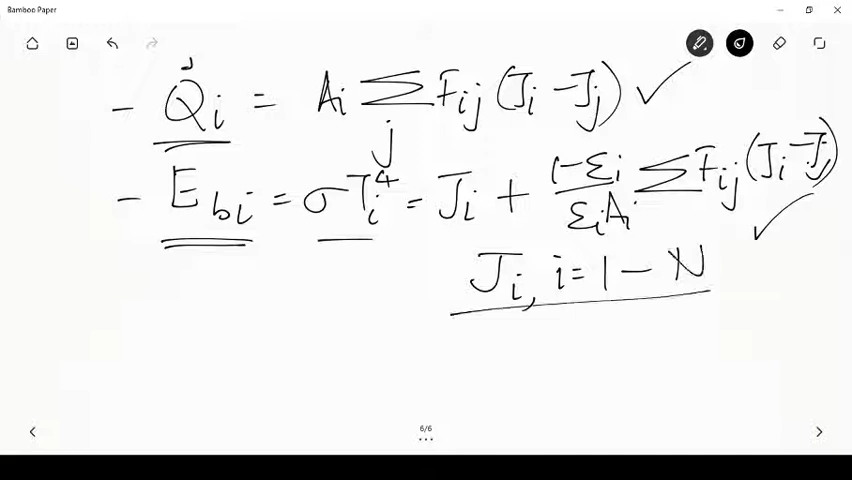 Bamboo Paper
- Q̇i = Ai ∑j Fij (Ji - Jj) ✓
- Ebi = σTi⁴ = Ji + (1-εi)/(εiAi) ∑ Fij (Ji - Jj) ✓
Ji, i = 1 - N
6/6